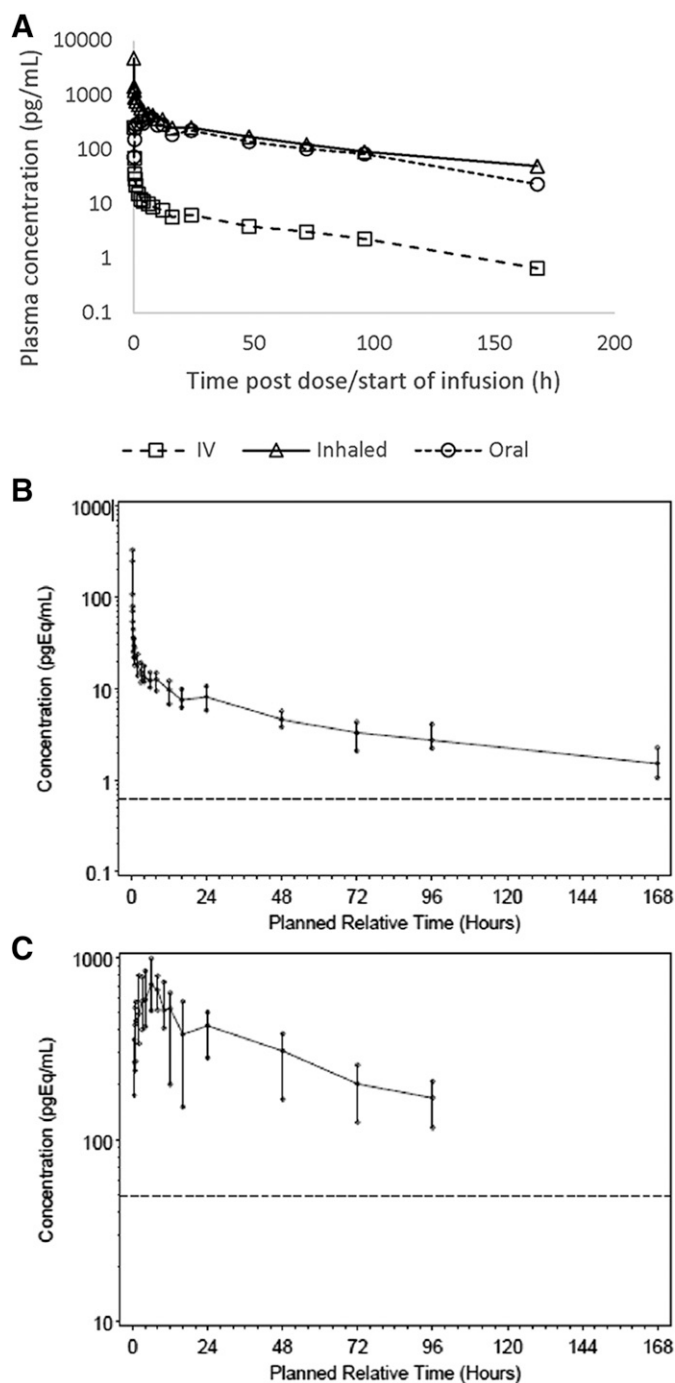 A
Plasma concentration (pg/mL)
10000
1000
100
10
1
0.1
0 50 100 150 200
Time post dose/start of infusion (h)
IV Inhaled Oral
B
Concentration (pgEq/mL)
1000
100
10
1
0.1
0 24 48 72 96 120 144 168
Planned Relative Time (Hours)
C
Concentration (pgEq/mL)
1000
100
10
0 24 48 72 96 120 144 168
Planned Relative Time (Hours)